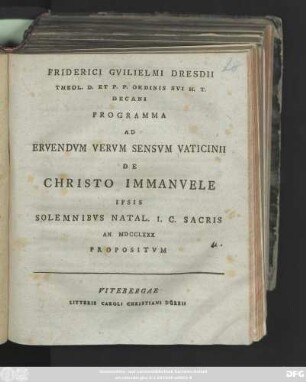 FRIDERICI GVILIELMI DRESDII
THEOL. D. ET P. P. ORDINIS SVI H. T.
DECANI
PROGRAMMA
AD
ERVENDVM VERVM SENSVM VATICINII
DE
CHRISTO IMMANVELE
IPSIS
SOLEMNIBVS NATAL. I. C. SACRIS
AN. MDCCLXXX
PROPOSITVM
VITEBERGAE
LITTERIS CAROLI CHRISTIANI DÜRRII